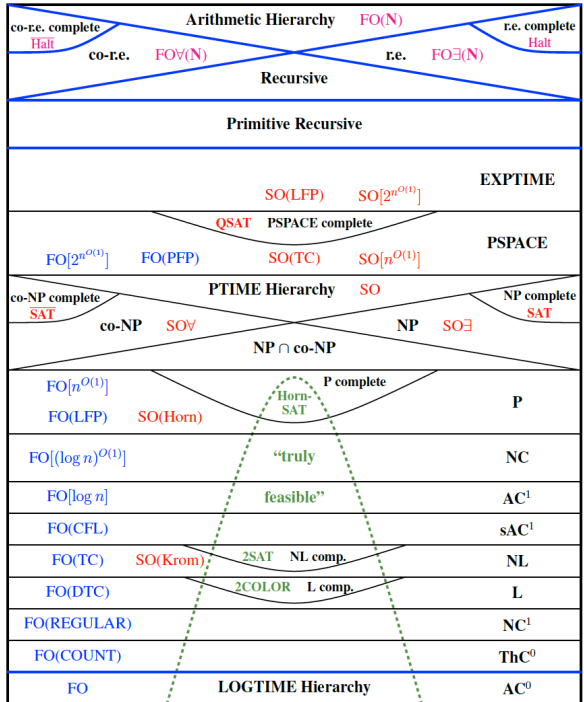 Arithmetic Hierarchy FO(N)
co-r.e. complete
r.e. complete
H̅a̅l̅t̅
Halt
co-r.e. FO∀(N)
r.e. FO∃(N)
Recursive
Primitive Recursive
EXPTIME
SO(LFP) SO[2^{n^{O(1)}}]
QSAT PSPACE complete
PSPACE
FO[2^{n^{O(1)}}] FO(PFP) SO(TC) SO[n^{O(1)}]
PTIME Hierarchy SO
co-NP complete
NP complete
S̅A̅T̅
SAT
co-NP SO∀
NP SO∃
NP ∩ co-NP
P complete
FO[n^{O(1)}]
Horn-
SAT
P
FO(LFP) SO(Horn)
FO[(log n)^{O(1)}] “truly NC
FO[log n] feasible” AC^1
FO(CFL) sAC^1
FO(TC) SO(Krom) 2SAT NL comp. NL
FO(DTC) 2COLOR L comp. L
FO(REGULAR) NC^1
FO(COUNT) ThC^0
FO LOGTIME Hierarchy AC^0